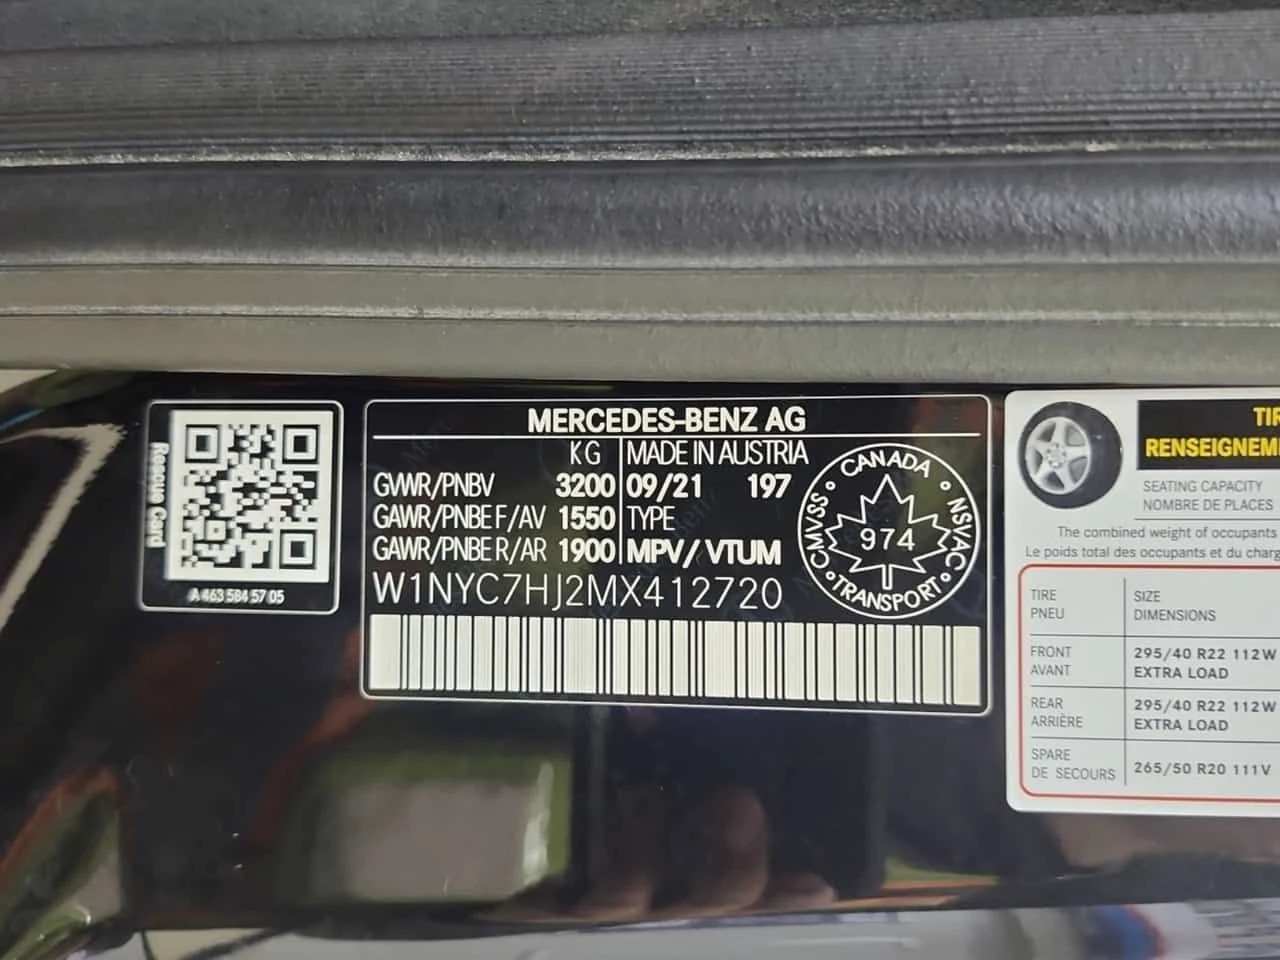 Rescue Card
A 463 584 57 05
MERCEDES-BENZ AG
KG MADE IN AUSTRIA
GVWR/PNBV 3200 09/21 197
GAWR/PNBE F/AV 1550 TYPE
GAWR/PNBE R/AR 1900 MPV/VTUM
W1NYC7HJ2MX412720
CANADA
CMVSS NSVAC
974
TRANSPORT
TIR
RENSEIGNEM
SEATING CAPACITY
NOMBRE DE PLACES
The combined weight of occupants
Le poids total des occupants et du charg
TIRE SIZE
PNEU DIMENSIONS
FRONT 295/40 R22 112W
AVANT EXTRA LOAD
REAR 295/40 R22 112W
ARRIÈRE EXTRA LOAD
SPARE
DE SECOURS 265/50 R20 111V